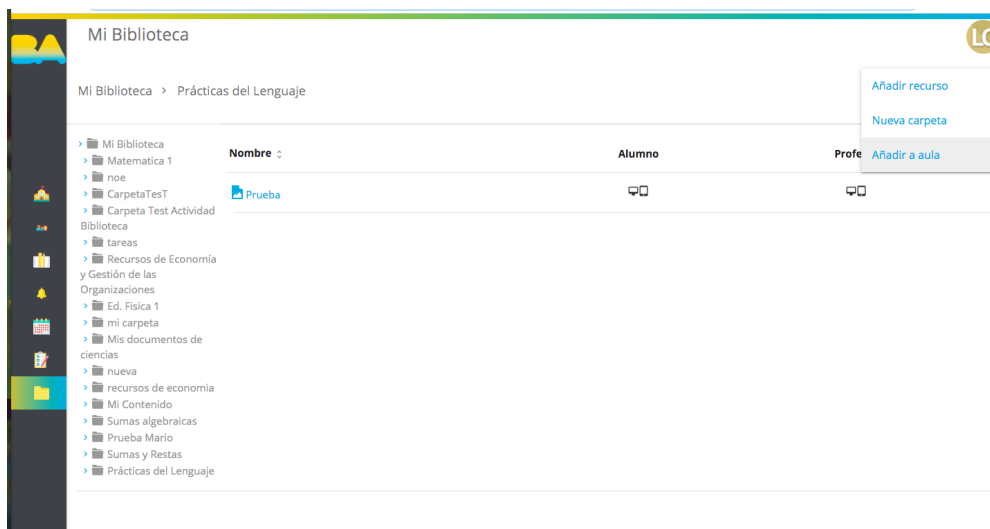 BA
Mi Biblioteca
LC
Mi Biblioteca > Prácticas del Lenguaje
Añadir recurso
Nueva carpeta
Añadir a aula
Mi Biblioteca
Matematica 1
noe
CarpetaTesT
Carpeta Test Actividad
Biblioteca
tareas
Recursos de Economía
y Gestión de las
Organizaciones
Ed. Fisica 1
mi carpeta
Mis documentos de
ciencias
nueva
recursos de economia
Mi Contenido
Sumas algebraicas
Prueba Mario
Sumas y Restas
Prácticas del Lenguaje
Nombre Alumno Profe
Prueba